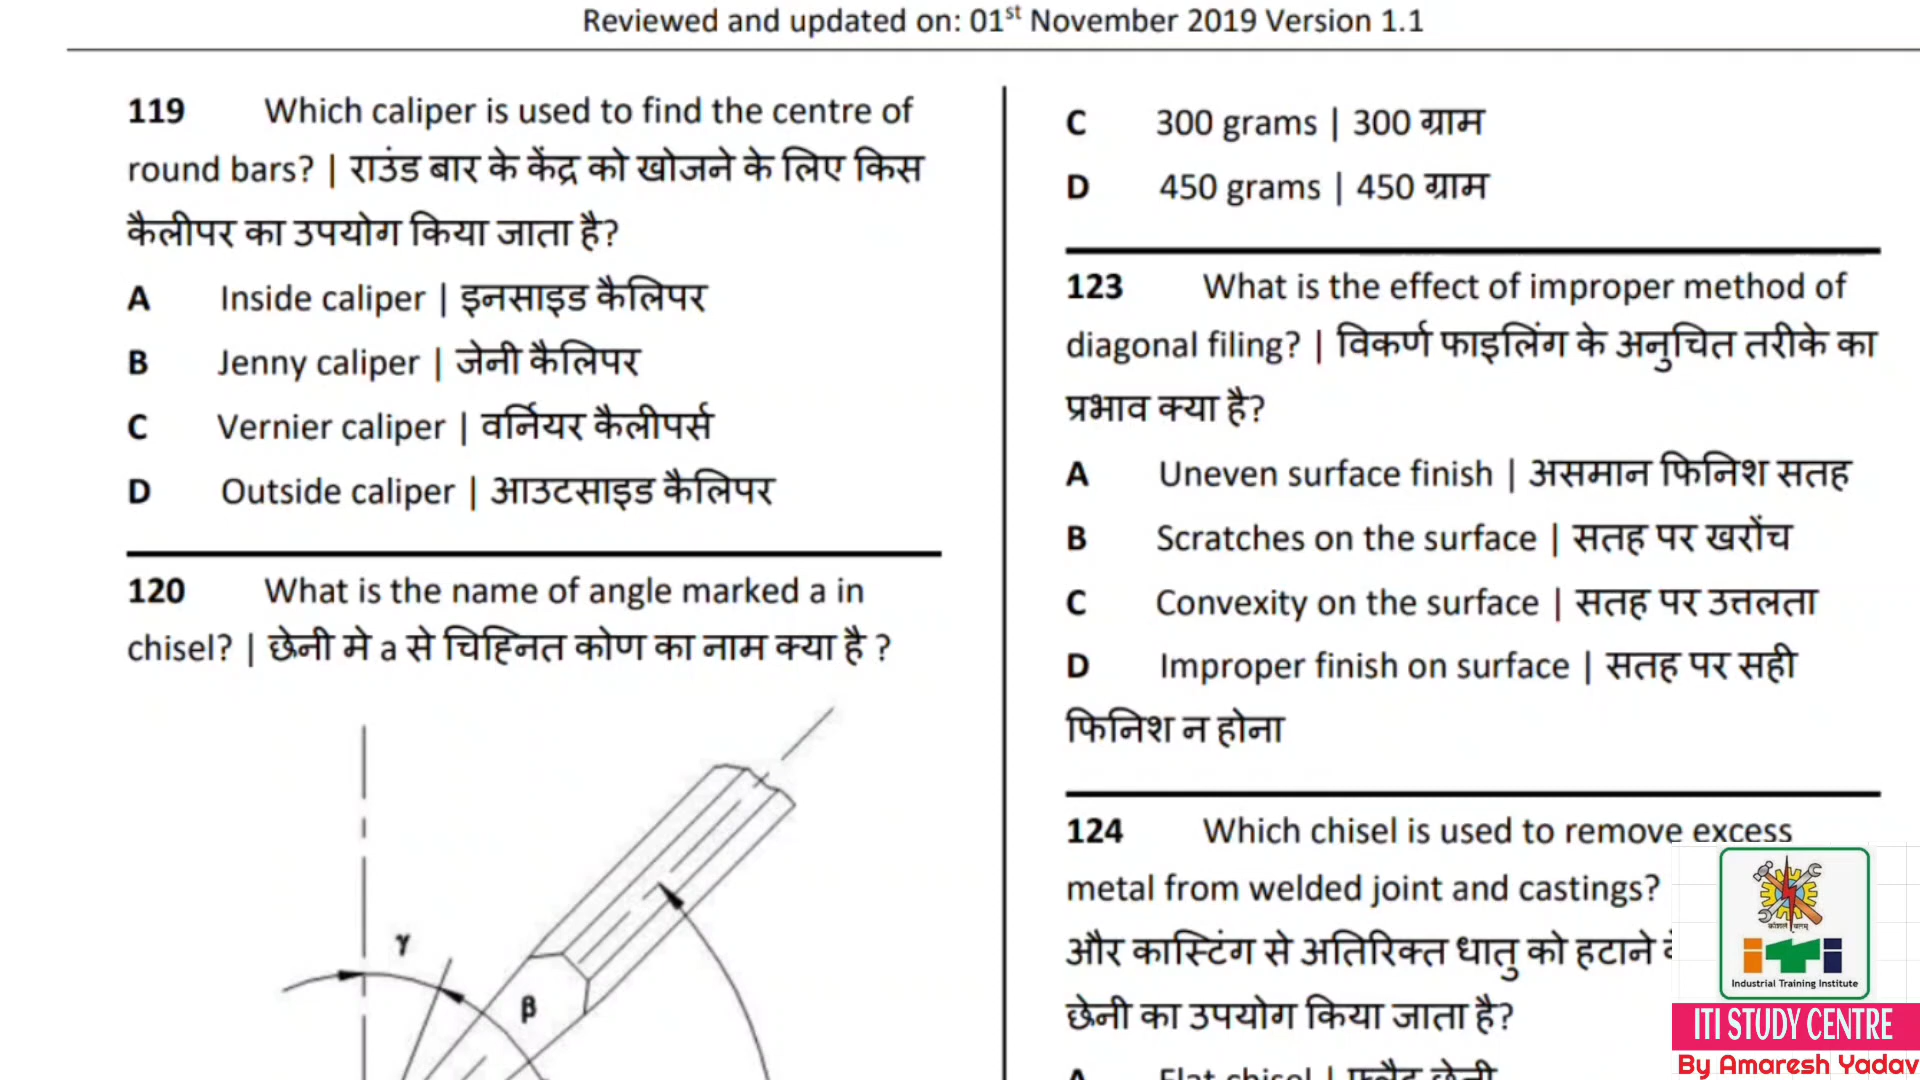 Reviewed and updated on: 01st November 2019 Version 1.1
119 Which caliper is used to find the centre of
round bars? | राउंड बार के केंद्र को खोजने के लिए किस
कैलीपर का उपयोग किया जाता है?
A Inside caliper | इनसाइड कैलिपर
B Jenny caliper | जेनी कैलिपर
C Vernier caliper | वर्नियर कैलीपर्स
D Outside caliper | आउटसाइड कैलिपर
120 What is the name of angle marked a in
chisel? | छेनी मे a से चिह्नित कोण का नाम क्या है ?
γ
β
C 300 grams | 300 ग्राम
D 450 grams | 450 ग्राम
123 What is the effect of improper method of
diagonal filing? | विकर्ण फाइलिंग के अनुचित तरीके का
प्रभाव क्या है?
A Uneven surface finish | असमान फिनिश सतह
B Scratches on the surface | सतह पर खरोंच
C Convexity on the surface | सतह पर उत्तलता
D Improper finish on surface | सतह पर सही
फिनिश न होना
124 Which chisel is used to remove excess
metal from welded joint and castings?
और कास्टिंग से अतिरिक्त धातु को हटाने
छेनी का उपयोग किया जाता है?
A Flat chisel | फ्लैट छेनी
Industrial Training Institute
ITI STUDY CENTRE
By Amaresh Yadav